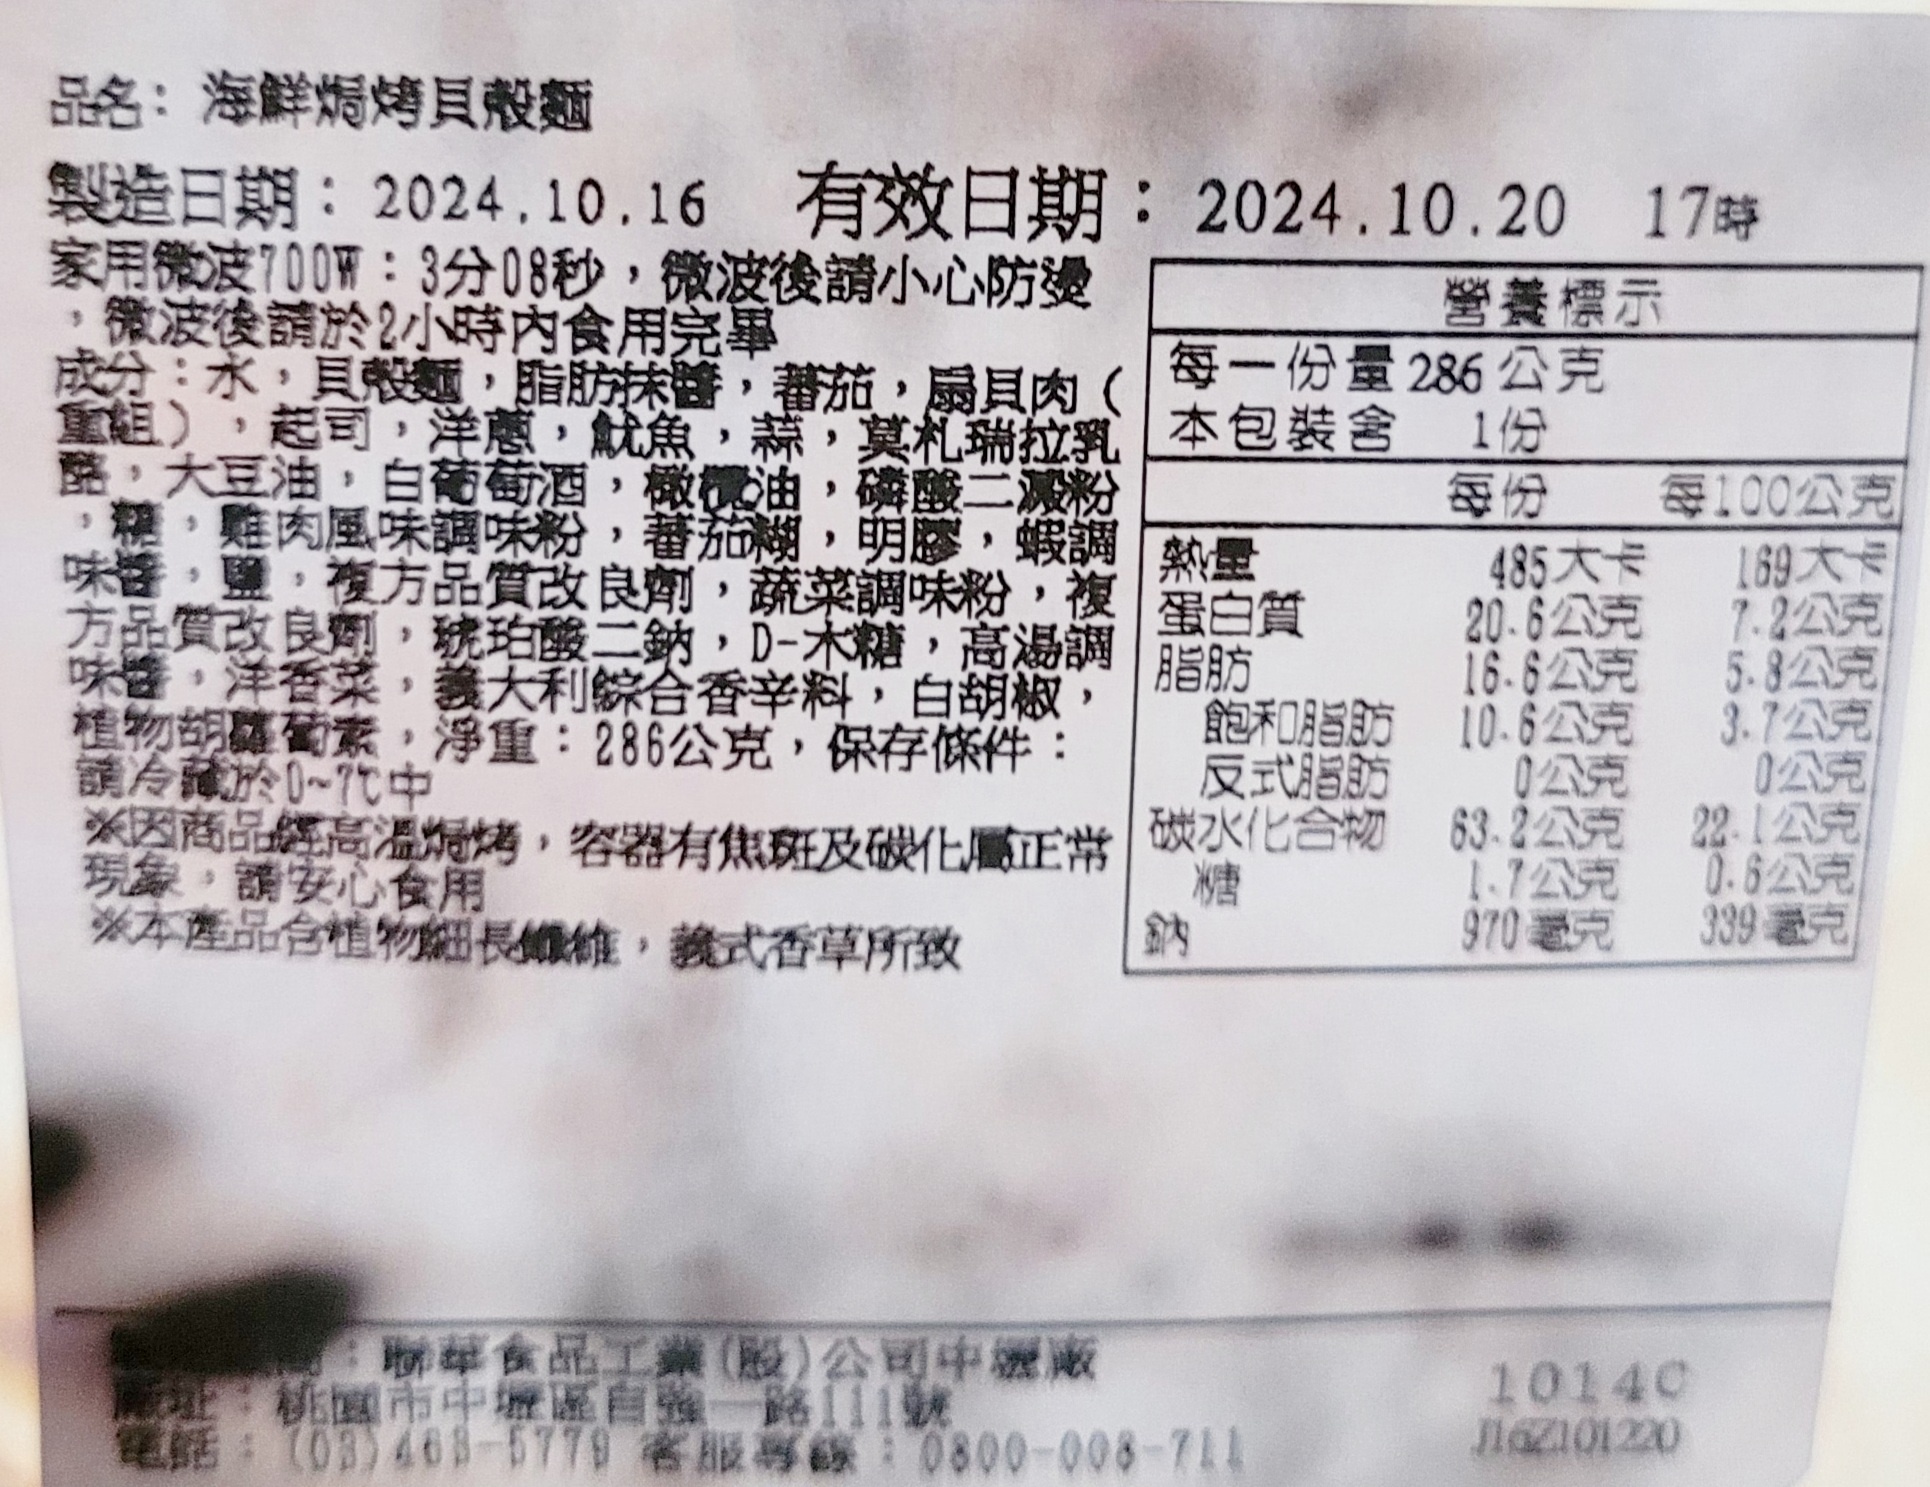 品名：海鮮焗烤貝殼麵
製造日期：2024.10.16 有效日期：2024.10.20 17時
家用微波700W：3分08秒，微波後請小心防燙
，微波後請於2小時內食用完畢
成分：水，貝殼麵，脂肪抹醬，蕃茄，扇貝肉（
重組），起司，洋蔥，魷魚，蒜，莫札瑞拉乳
酪，大豆油，白葡萄酒，橄欖油，磷酸二澱粉
，糖，雞肉風味調味粉，蕃茄糊，明膠，蝦調
味醬，鹽，複方品質改良劑，蔬菜調味粉，複
方品質改良劑，琥珀酸二鈉，D-木糖，高湯調
味醬，洋香菜，義大利綜合香辛料，白胡椒，
植物胡蘿蔔素，淨重：286公克，保存條件：
請冷藏於0~7℃中
※因商品經高溫焗烤，容器有焦斑及碳化屬正常
現象，請安心食用
※本產品含植物細長纖維，義式香草所致
營養標示
每一份量286公克
本包裝含 1份
每份 每100公克
熱量 485大卡 169大卡
蛋白質 20.6公克 7.2公克
脂肪 16.6公克 5.8公克
飽和脂肪 10.6公克 3.7公克
反式脂肪 0公克 0公克
碳水化合物 63.2公克 22.1公克
糖 1.7公克 0.6公克
鈉 970毫克 339毫克
：聯華食品工業(股)公司中壢廠
廠址：桃園市中壢區自強一路111號
電話：(03)463-5779 客服專線：0800-008-711
10140
J16Z101220